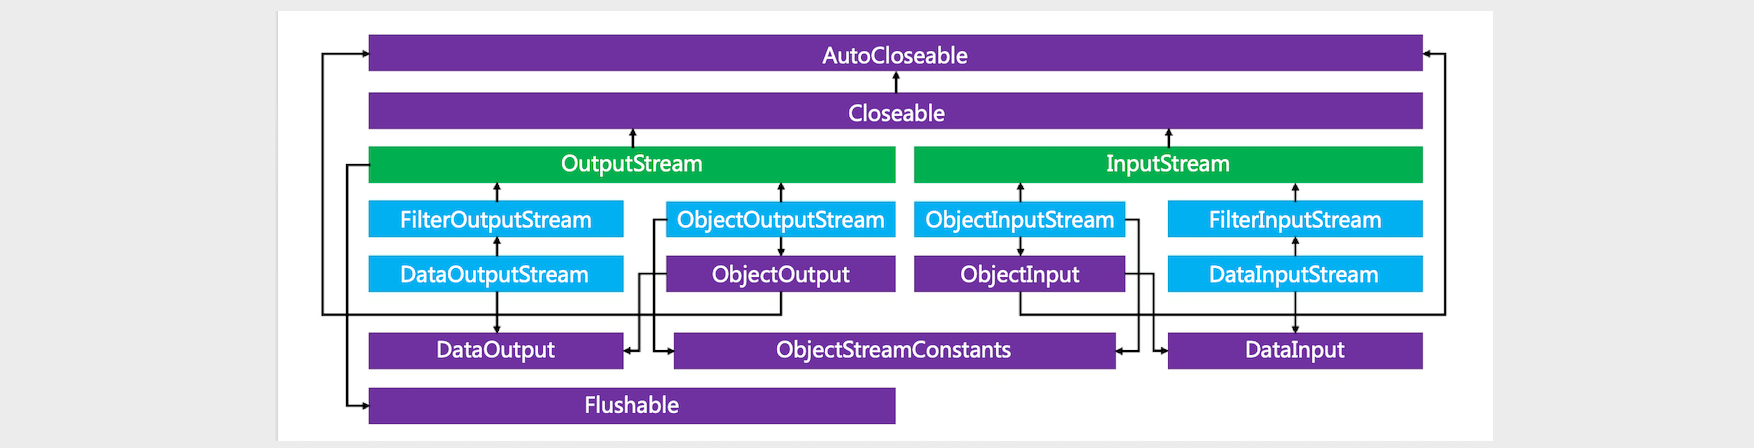 AutoCloseable
Closeable
OutputStream
InputStream
FilterOutputStream
ObjectOutputStream
ObjectInputStream
FilterInputStream
DataOutputStream
ObjectOutput
ObjectInput
DataInputStream
DataOutput
ObjectStreamConstants
DataInput
Flushable